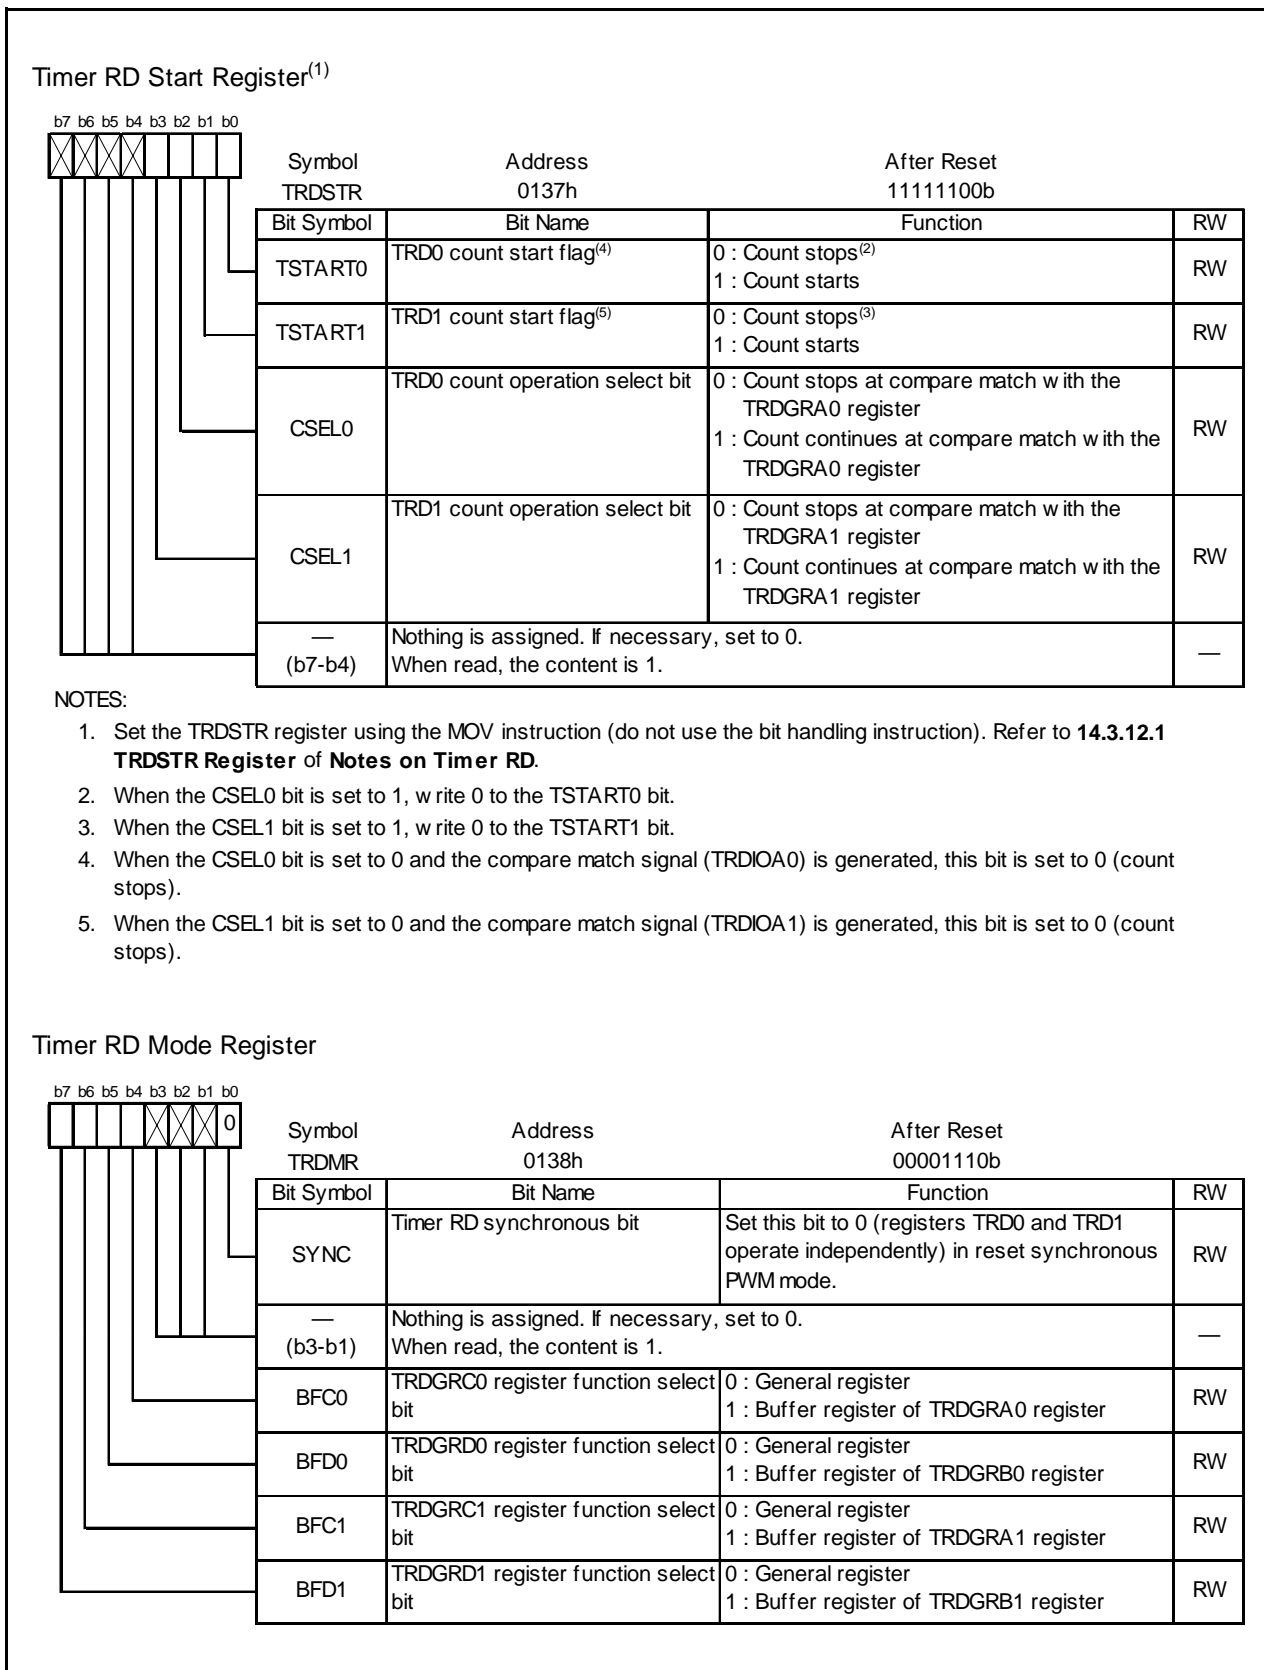 Timer RD Start Register(1)
b7 b6 b5 b4 b3 b2 b1 b0
Symbol Address After Reset
TRDSTR 0137h 11111100b
Bit Symbol Bit Name Function RW
TSTART0 TRD0 count start flag(4) 0 : Count stops(2) RW
1 : Count starts
TSTART1 TRD1 count start flag(5) 0 : Count stops(3) RW
1 : Count starts
CSEL0 TRD0 count operation select bit 0 : Count stops at compare match with the RW
TRDGRA0 register
1 : Count continues at compare match with the
TRDGRA0 register
CSEL1 TRD1 count operation select bit 0 : Count stops at compare match with the RW
TRDGRA1 register
1 : Count continues at compare match with the
TRDGRA1 register
— Nothing is assigned. If necessary, set to 0. —
(b7-b4) When read, the content is 1.
NOTES:
1. Set the TRDSTR register using the MOV instruction (do not use the bit handling instruction). Refer to 14.3.12.1
TRDSTR Register of Notes on Timer RD.
2. When the CSEL0 bit is set to 1, write 0 to the TSTART0 bit.
3. When the CSEL1 bit is set to 1, write 0 to the TSTART1 bit.
4. When the CSEL0 bit is set to 0 and the compare match signal (TRDIOA0) is generated, this bit is set to 0 (count
stops).
5. When the CSEL1 bit is set to 0 and the compare match signal (TRDIOA1) is generated, this bit is set to 0 (count
stops).
Timer RD Mode Register
b7 b6 b5 b4 b3 b2 b1 b0
0
Symbol Address After Reset
TRDMR 0138h 00001110b
Bit Symbol Bit Name Function RW
SYNC Timer RD synchronous bit Set this bit to 0 (registers TRD0 and TRD1 RW
operate independently) in reset synchronous
PWM mode.
— Nothing is assigned. If necessary, set to 0. —
(b3-b1) When read, the content is 1.
BFC0 TRDGRC0 register function select 0 : General register RW
bit 1 : Buffer register of TRDGRA0 register
BFD0 TRDGRD0 register function select 0 : General register RW
bit 1 : Buffer register of TRDGRB0 register
BFC1 TRDGRC1 register function select 0 : General register RW
bit 1 : Buffer register of TRDGRA1 register
BFD1 TRDGRD1 register function select 0 : General register RW
bit 1 : Buffer register of TRDGRB1 register